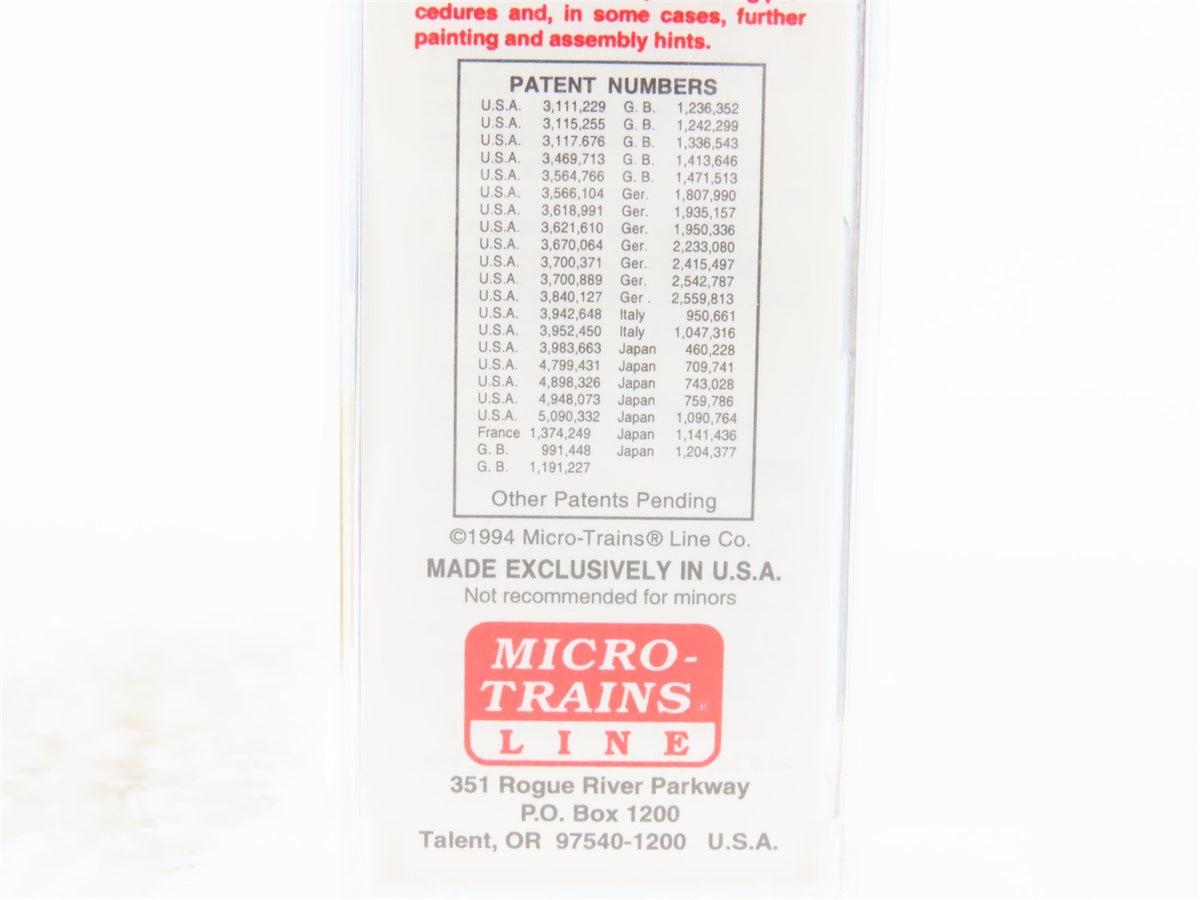 cedures and, in some cases, further
painting and assembly hints.
PATENT NUMBERS
U.S.A. 3,111,229 G. B. 1,236,352
U.S.A. 3,115,255 G. B. 1,242,299
U.S.A. 3,117.676 G. B. 1,336,543
U.S.A. 3,469,713 G. B. 1,413,646
U.S.A. 3,564,766 G. B. 1,471,513
U.S.A. 3,566,104 Ger. 1,807,990
U.S.A. 3,618,991 Ger. 1,935,157
U.S.A. 3,621,610 Ger. 1,950,336
U.S.A. 3,670,064 Ger. 2,233,080
U.S.A. 3,700,371 Ger. 2,415,497
U.S.A. 3,700,889 Ger. 2,542,787
U.S.A. 3,840,127 Ger . 2,559,813
U.S.A. 3,942,648 Italy 950,661
U.S.A. 3,952,450 Italy 1,047,316
U.S.A. 3,983,663 Japan 460,228
U.S.A. 4,799,431 Japan 709,741
U.S.A. 4,898,326 Japan 743,028
U.S.A. 4,948,073 Japan 759,786
U.S.A. 5,090,332 Japan 1,090,764
France 1,374,249 Japan 1,141,436
G. B. 991,448 Japan 1,204,377
G. B. 1,191,227
Other Patents Pending
©1994 Micro-Trains® Line Co.
MADE EXCLUSIVELY IN U.S.A.
Not recommended for minors
MICRO-
TRAINS®
LINE
351 Rogue River Parkway
P.O. Box 1200
Talent, OR 97540-1200 U.S.A.